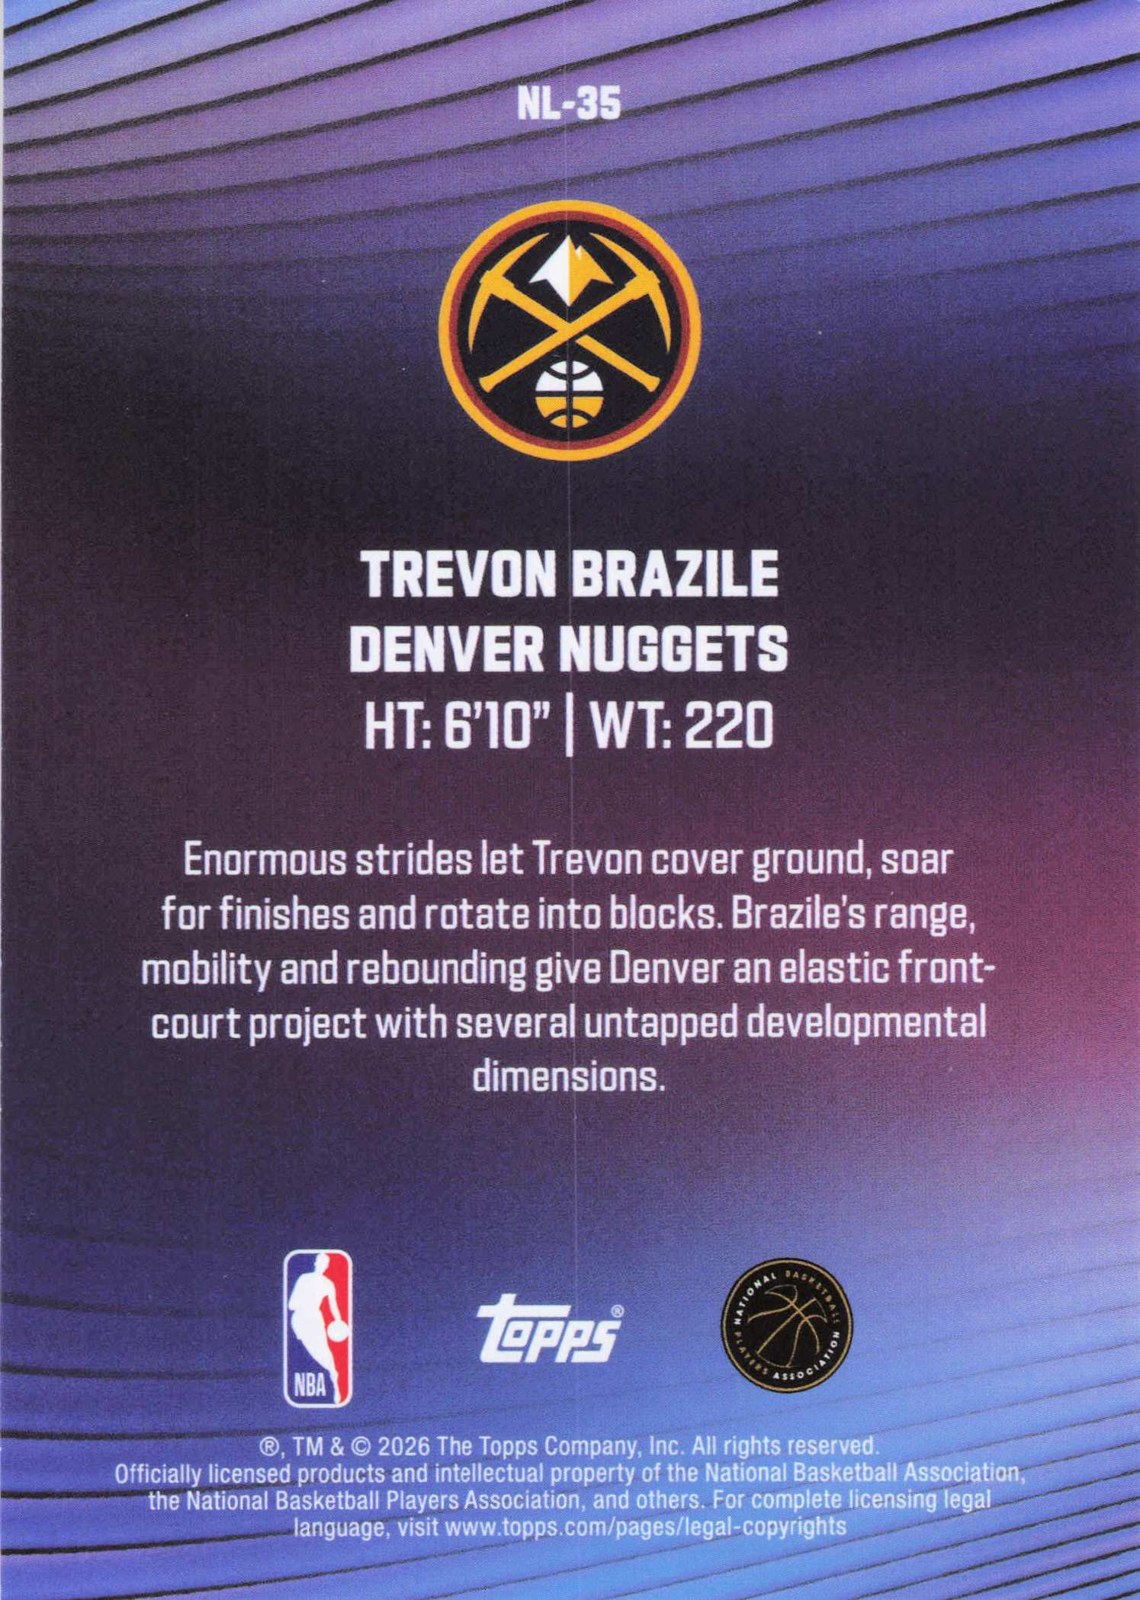 NL-35
TREVON BRAZILE
DENVER NUGGETS
HT: 6'10" | WT: 220
Enormous strides let Trevon cover ground, soar
for finishes and rotate into blocks. Brazile's range,
mobility and rebounding give Denver an elastic front-
court project with several untapped developmental
dimensions.
NBA
topps®
NATIONAL BASKETBALL PLAYERS ASSOCIATION
®, TM & © 2026 The Topps Company, Inc. All rights reserved.
Officially licensed products and intellectual property of the National Basketball Association,
the National Basketball Players Association, and others. For complete licensing legal
language, visit www.topps.com/pages/legal-copyrights